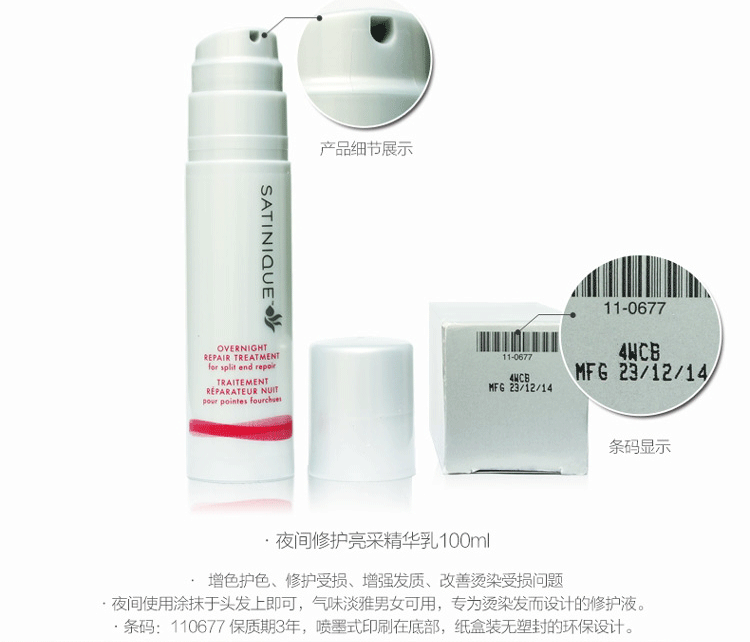 产品细节展示
SATINIQUE™
OVERNIGHT
REPAIR TREATMENT
for split end repair
TRAITEMENT
RÉPARATEUR NUIT
pour pointes fourchues
11-0677
4WCB
MFG 23/12/14
11-0677
4WCB
MFG 23/12/14
条码显示
· 夜间修护亮采精华乳100ml
· 增色护色、修护受损、增强发质、改善烫染受损问题
· 夜间使用涂抹于头发上即可，气味淡雅男女可用，专为烫染发而设计的修护液。
· 条码：110677 保质期3年，喷墨式印刷在底部，纸盒装无塑封的环保设计。